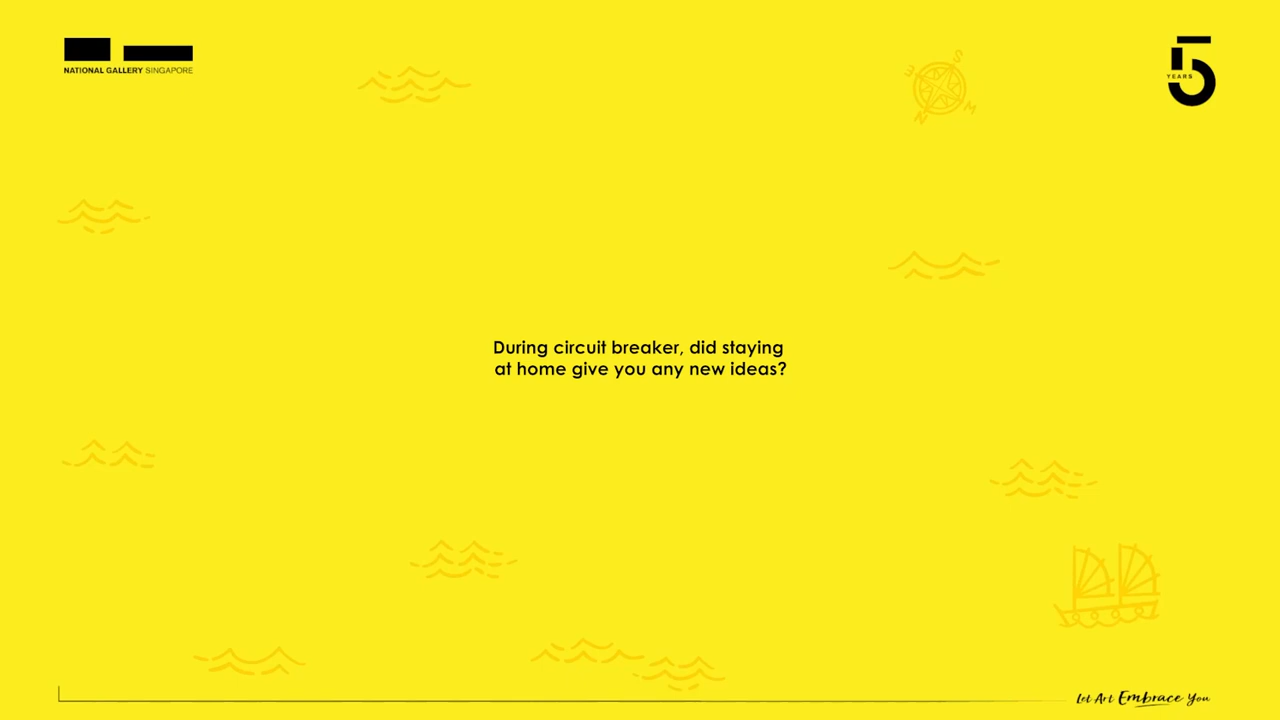 NATIONAL GALLERY SINGAPORE
5
YEARS
S
M
N
During circuit breaker, did staying
at home give you any new ideas?
Let Art Embrace You